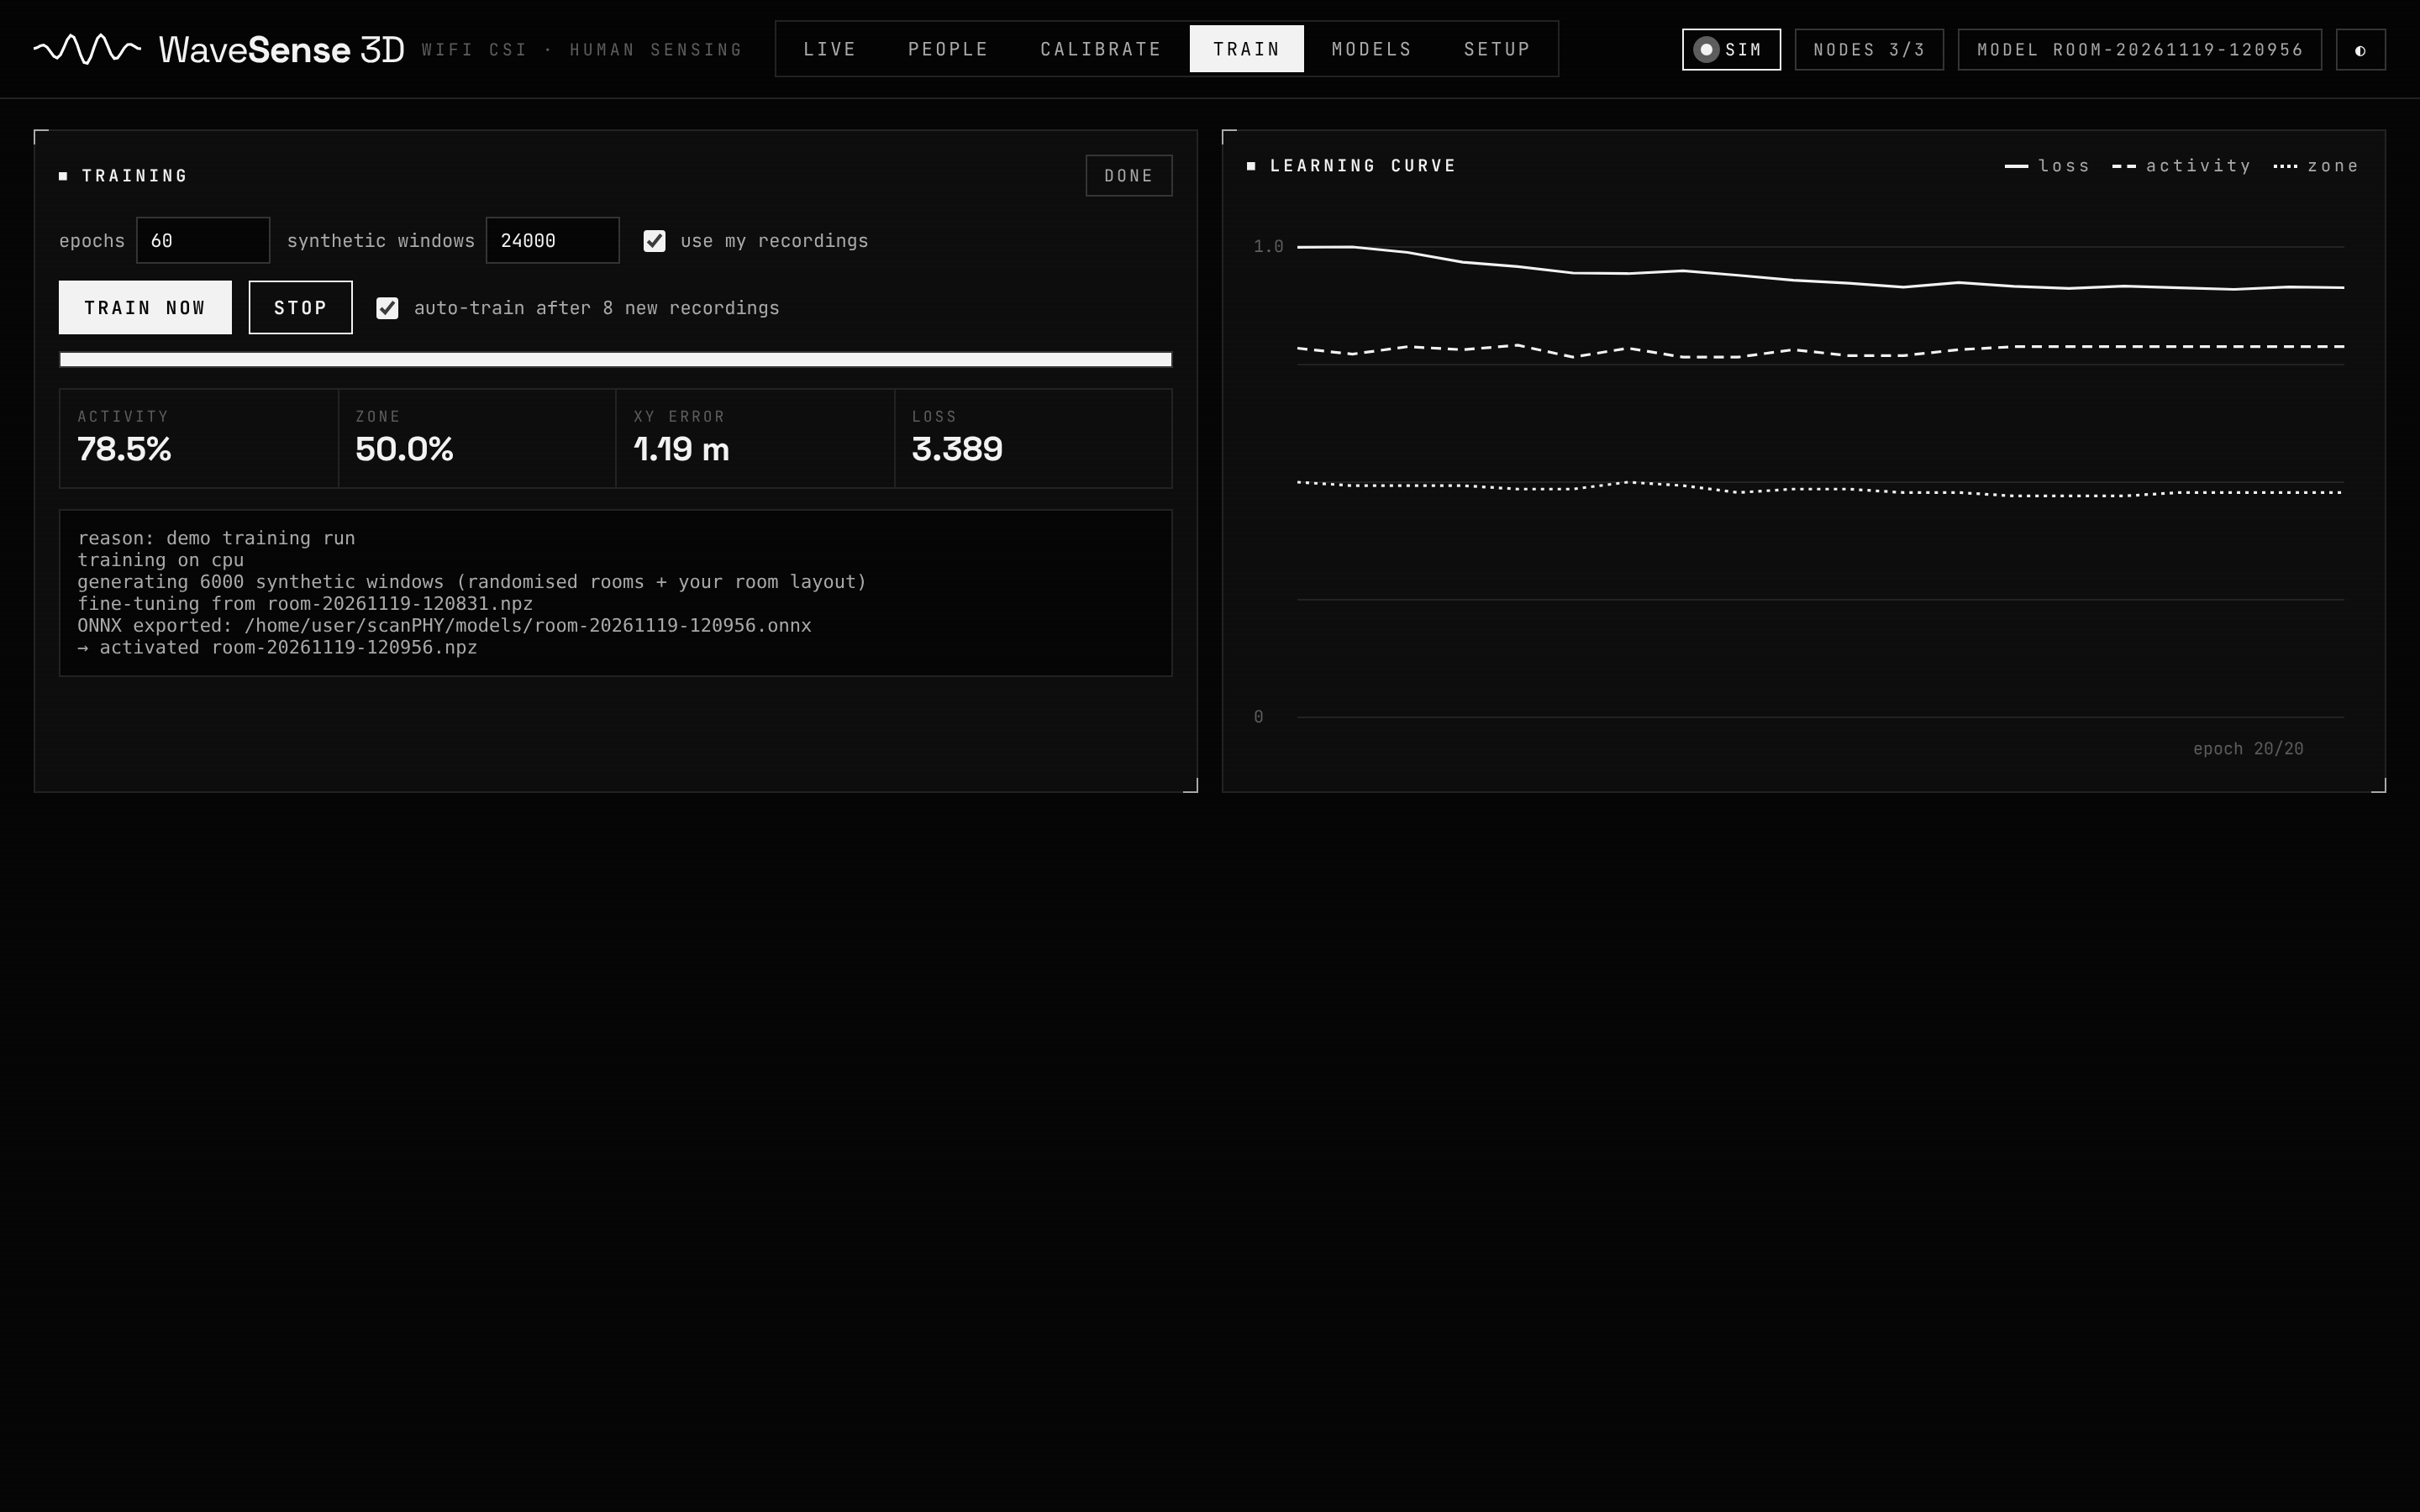 WaveSense 3D WIFI CSI · HUMAN SENSING LIVE PEOPLE CALIBRATE TRAIN MODELS SETUP SIM NODES 3/3 MODEL ROOM-20261119-120956
TRAINING DONE
epochs 60 synthetic windows 24000 use my recordings
TRAIN NOW STOP auto-train after 8 new recordings
ACTIVITY ZONE XY ERROR LOSS
78.5% 50.0% 1.19 m 3.389
reason: demo training run
training on cpu
generating 6000 synthetic windows (randomised rooms + your room layout)
fine-tuning from room-20261119-120831.npz
ONNX exported: /home/user/scanPHY/models/room-20261119-120956.onnx
→ activated room-20261119-120956.npz
LEARNING CURVE loss activity zone
1.0
0
epoch 20/20